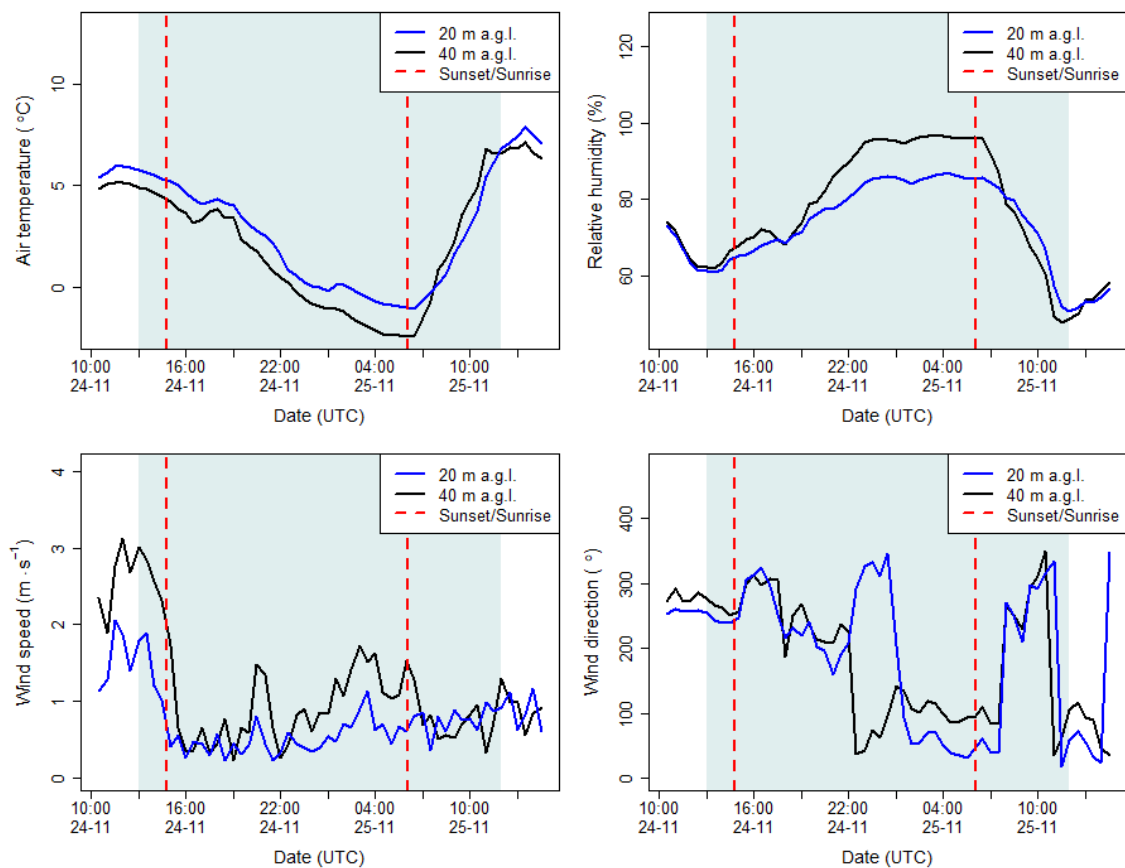 20 m a.g.l.
40 m a.g.l.
Sunset/Sunrise
Air temperature ( °C)
10
5
0
10:00 16:00 22:00 04:00 10:00
24-11 24-11 24-11 25-11 25-11
Date (UTC)
20 m a.g.l.
40 m a.g.l.
Sunset/Sunrise
Relative humidity (%)
120
100
80
60
10:00 16:00 22:00 04:00 10:00
24-11 24-11 24-11 25-11 25-11
Date (UTC)
20 m a.g.l.
40 m a.g.l.
Sunset/Sunrise
Wind speed (m · s⁻¹)
4
3
2
1
0
10:00 16:00 22:00 04:00 10:00
24-11 24-11 24-11 25-11 25-11
Date (UTC)
20 m a.g.l.
40 m a.g.l.
Sunset/Sunrise
Wind direction ( °)
400
300
200
100
0
10:00 16:00 22:00 04:00 10:00
24-11 24-11 24-11 25-11 25-11
Date (UTC)